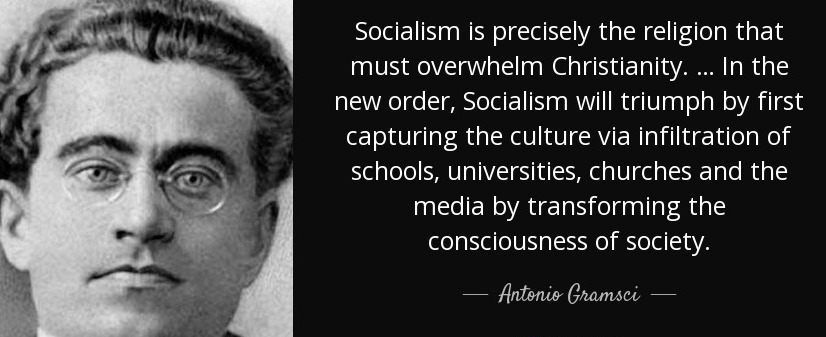 Socialism is precisely the religion that
must overwhelm Christianity. ... In the
new order, Socialism will triumph by first
capturing the culture via infiltration of
schools, universities, churches and the
media by transforming the
consciousness of society.
— Antonio Gramsci —